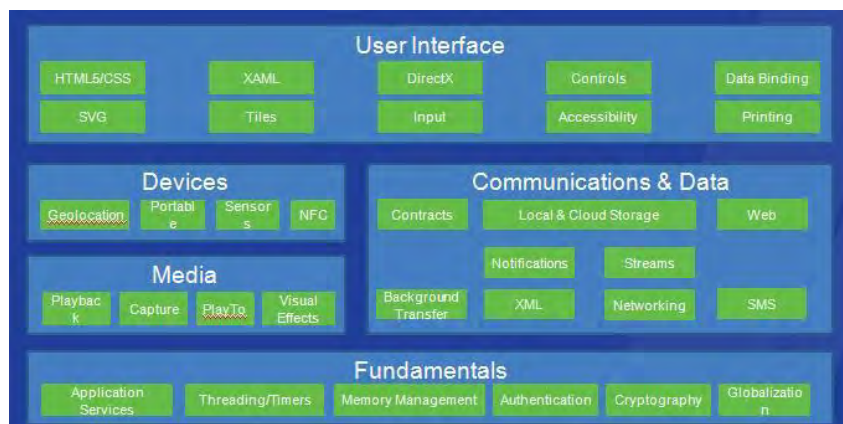 User Interface
HTML5/CSS XAML DirectX Controls Data Binding
SVG Tiles Input Accessibility Printing
Devices
Geolocation Portabl
e Sensor
s NFC
Media
Playbac
k Capture PlayTo Visual
Effects
Communications & Data
Contracts Local & Cloud Storage Web
Notifications Streams
Background
Transfer XML Networking SMS
Fundamentals
Application
Services Threading/Timers Memory Management Authentication Cryptography Globalizatio
n